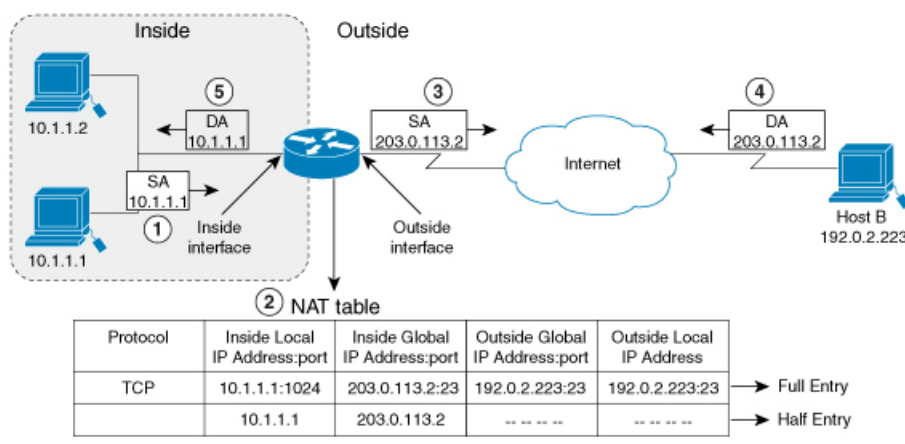 Inside
Outside
10.1.1.2
5
DA
10.1.1.1
3
SA
203.0.113.2
4
DA
203.0.113.2
Internet
SA
10.1.1.1
1
10.1.1.1
Inside
interface
Outside
interface
Host B
192.0.2.223
2 NAT table
Protocol
Inside Local
IP Address:port
Inside Global
IP Address:port
Outside Global
IP Address:port
Outside Local
IP Address
TCP 10.1.1.1:1024 203.0.113.2:23 192.0.2.223:23 192.0.2.223:23 Full Entry
10.1.1.1 203.0.113.2 -- -- -- -- -- -- -- -- Half Entry